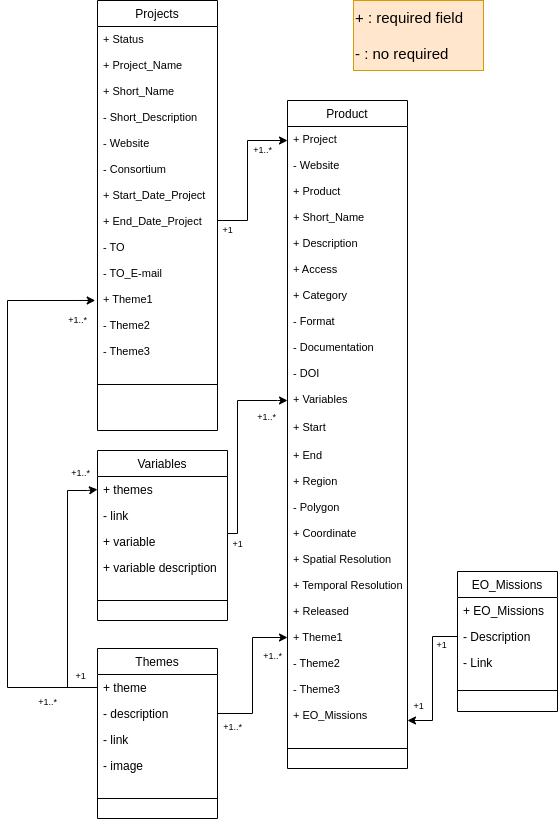 Projects
+ Status
+ Project_Name
+ Short_Name
- Short_Description
- Website
- Consortium
+ Start_Date_Project
+ End_Date_Project
- TO
- TO_E-mail
+ Theme1
- Theme2
- Theme3
+ : required field
- : no required
Product
+ Project
- Website
+ Product
+ Short_Name
+ Description
+ Access
+ Category
- Format
- Documentation
- DOI
+ Variables
+ Start
+ End
+ Region
- Polygon
+ Coordinate
+ Spatial Resolution
+ Temporal Resolution
+ Released
+ Theme1
- Theme2
- Theme3
+ EO_Missions
Variables
+ themes
- link
+ variable
+ variable description
Themes
+ theme
- description
- link
- image
EO_Missions
+ EO_Missions
- Description
- Link
+1..*
+1
+1..*
+1..*
+1..*
+1
+1
+1..*
+1..*
+1..*
+1
+1